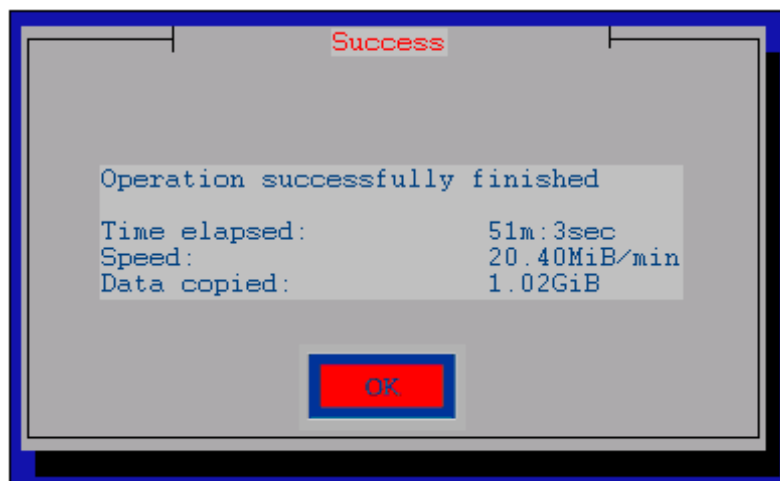 Success
Operation successfully finished
Time elapsed: 51m:3sec
Speed: 20.40MiB/min
Data copied: 1.02GiB
OK